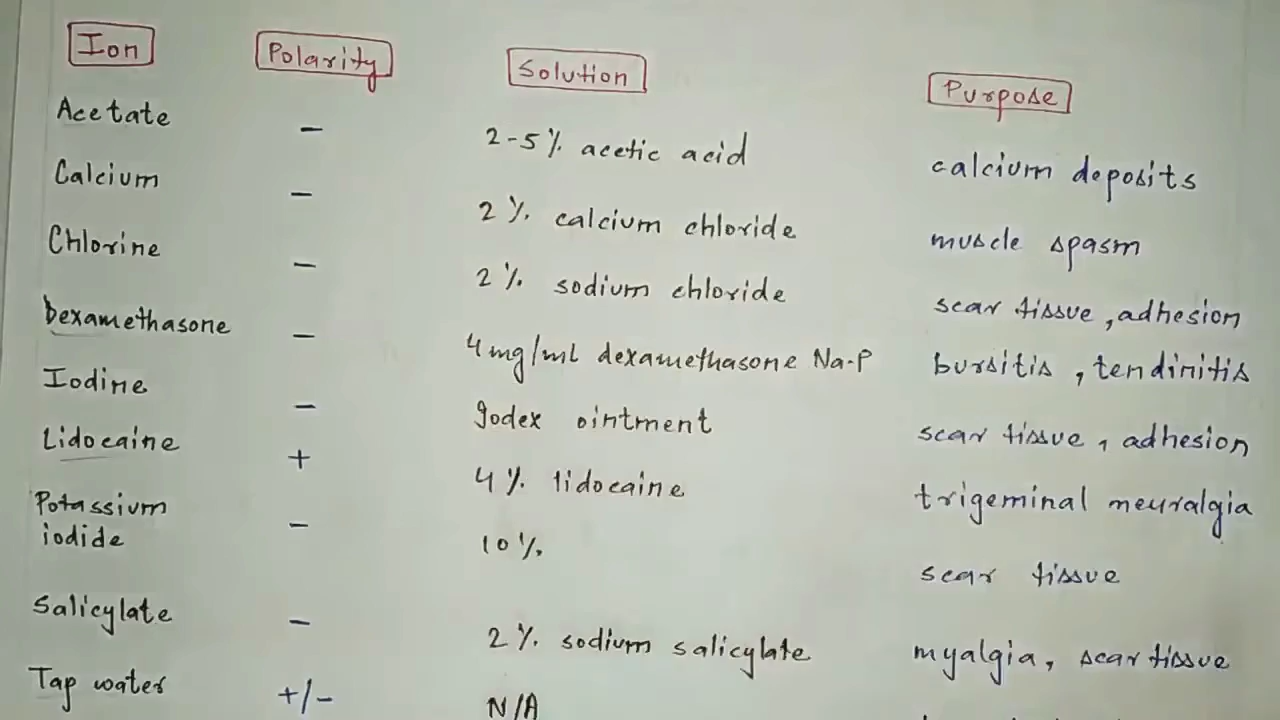 Ion Polarity Solution Purpose
Acetate - 2-5% acetic acid calcium deposits
Calcium - 2% calcium chloride muscle spasm
Chlorine - 2% sodium chloride scar tissue, adhesion
Dexamethasone - 4mg/ml dexamethasone Na-P bursitis, tendinitis
Iodine - Iodex ointment scar tissue, adhesion
Lidocaine + 4% lidocaine trigeminal neuralgia
Potassium
iodide - 10% scar tissue
Salicylate - 2% sodium salicylate myalgia, scar tissue
Tap water +/- N/A